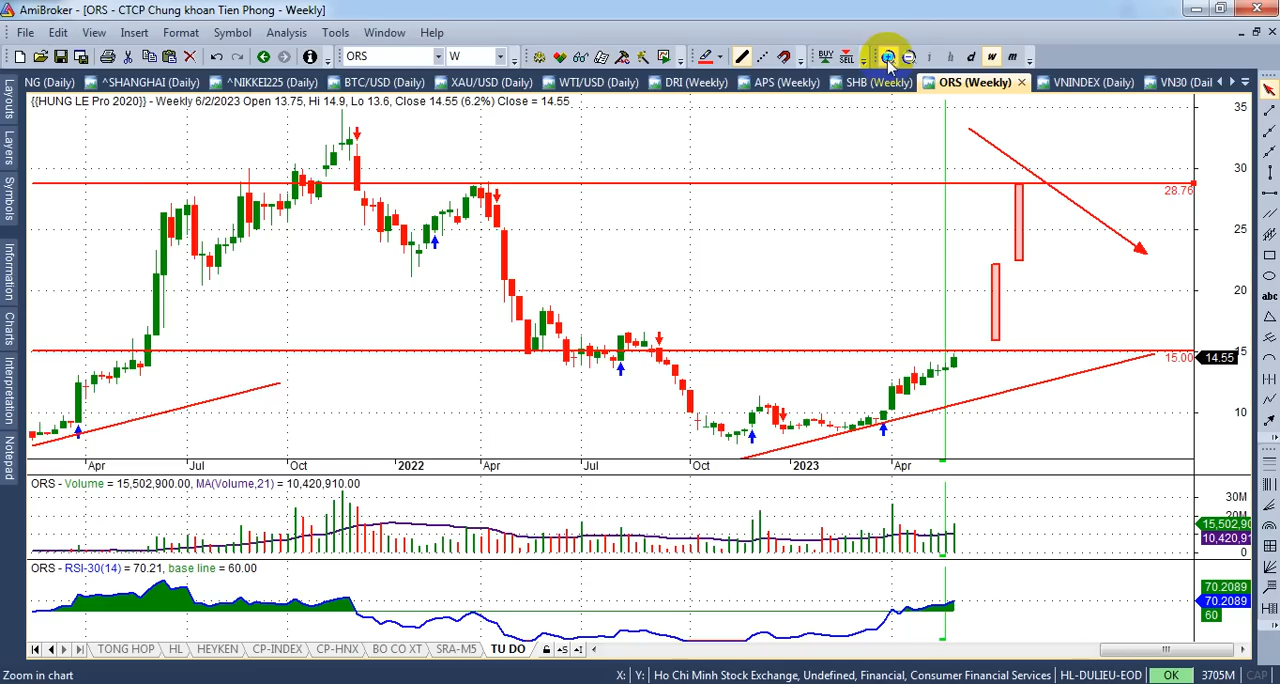 AmiBroker - [ORS - CTCP Chung khoan Tien Phong - Weekly]
File Edit View Insert Format Symbol Analysis Tools Window Help
ORS W BUY SELL i h d w m
NG (Daily) ^SHANGHAI (Daily) ^NIKKEI225 (Daily) BTC/USD (Daily) XAU/USD (Daily) WTI/USD (Daily) DRI (Weekly) APS (Weekly) SHB (Weekly) ORS (Weekly) VNINDEX (Daily) VN30 (Dail
{{HUNG LE Pro 2020}} - Weekly 6/2/2023 Open 13.75, Hi 14.9, Lo 13.6, Close 14.55 (6.2%) Close = 14.55
Layouts
Layers
Symbols
Information
Charts
Interpretation
Notepad
35
30
28.76
25
20
15
15.00
14.55
10
abc
Apr Jul Oct 2022 Apr Jul Oct 2023 Apr
ORS - Volume = 15,502,900.00, MA(Volume,21) = 10,420,910.00
30M
20M
15,502,90
10,420,91
0
ORS - RSI-30(14) = 70.21, base line = 60.00
70.2089
70.2089
60
TONG HOP HL HEYKEN CP-INDEX CP-HNX BO CO XT SRA-M5 TU DO
Zoom in chart X: Y: Ho Chi Minh Stock Exchange, Undefined, Financial, Consumer Financial Services HL-DULIEU-EOD OK 3705M CAP